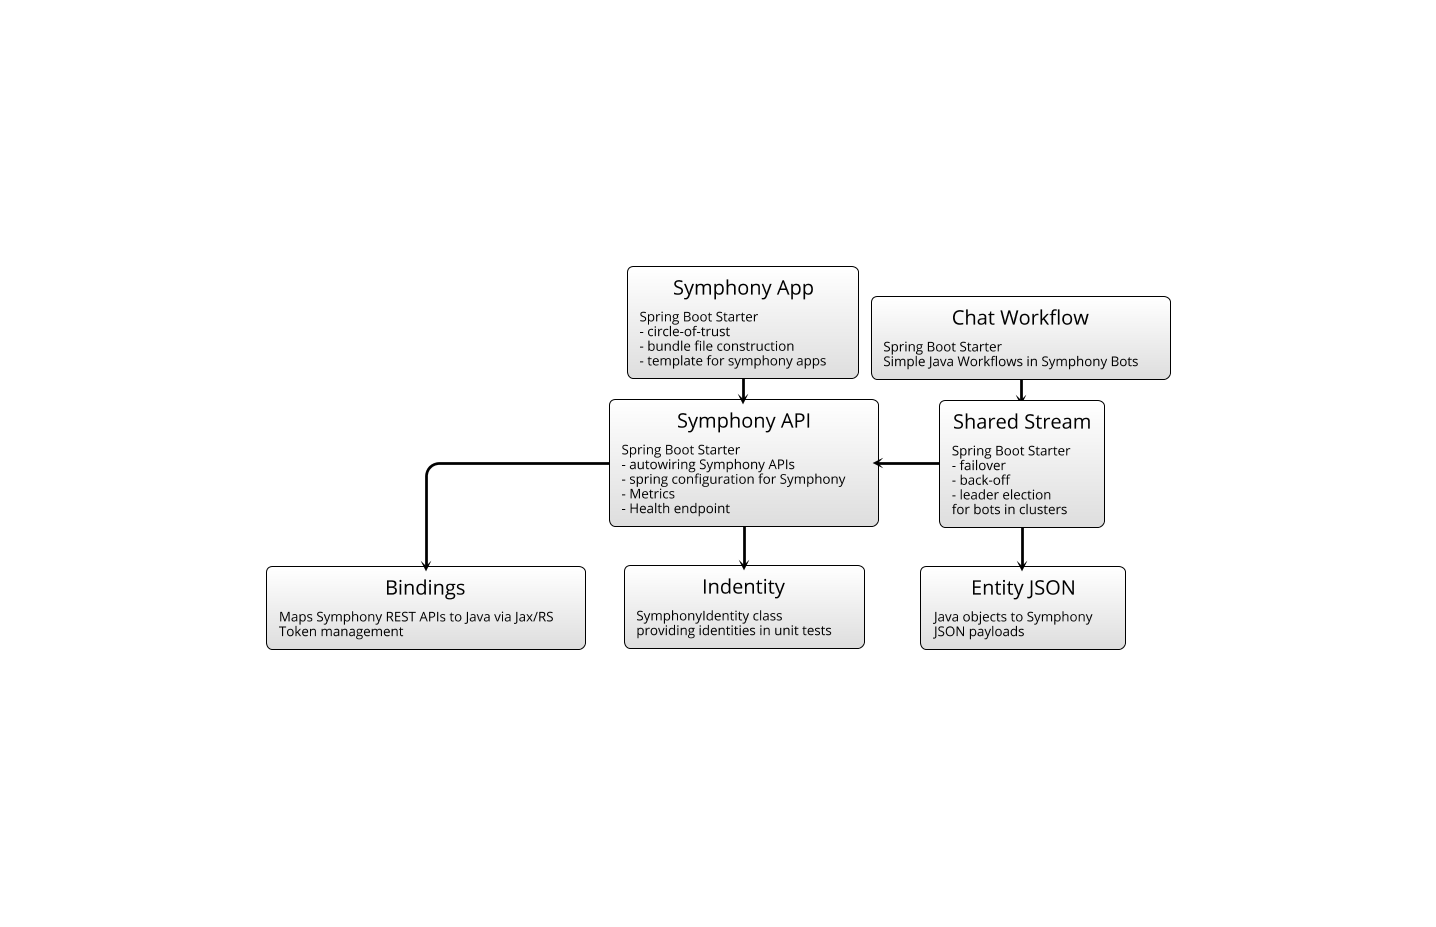 Symphony App
Spring Boot Starter
- circle-of-trust
- bundle file construction
- template for symphony apps
Chat Workflow
Spring Boot Starter
Simple Java Workflows in Symphony Bots
Symphony API
Spring Boot Starter
- autowiring Symphony APIs
- spring configuration for Symphony
- Metrics
- Health endpoint
Shared Stream
Spring Boot Starter
- failover
- back-off
- leader election
for bots in clusters
Bindings
Maps Symphony REST APIs to Java via Jax/RS
Token management
Indentity
SymphonyIdentity class
providing identities in unit tests
Entity JSON
Java objects to Symphony
JSON payloads